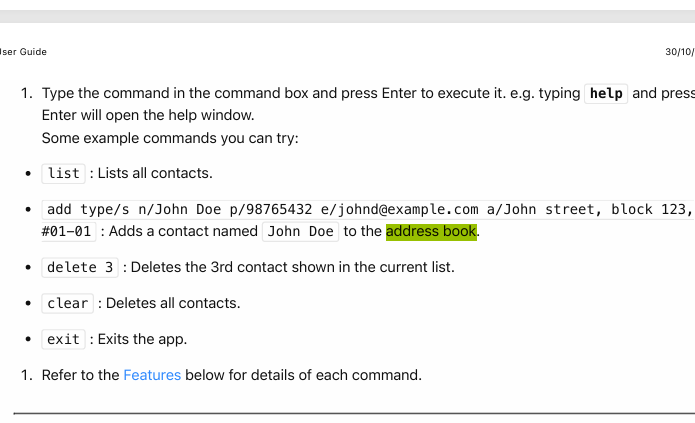 User Guide 30/10/
1. Type the command in the command box and press Enter to execute it. e.g. typing help and press
Enter will open the help window.
Some example commands you can try:
• list : Lists all contacts.
• add type/s n/John Doe p/98765432 e/johnd@example.com a/John street, block 123,
#01-01 : Adds a contact named John Doe to the address book.
• delete 3 : Deletes the 3rd contact shown in the current list.
• clear : Deletes all contacts.
• exit : Exits the app.
1. Refer to the Features below for details of each command.